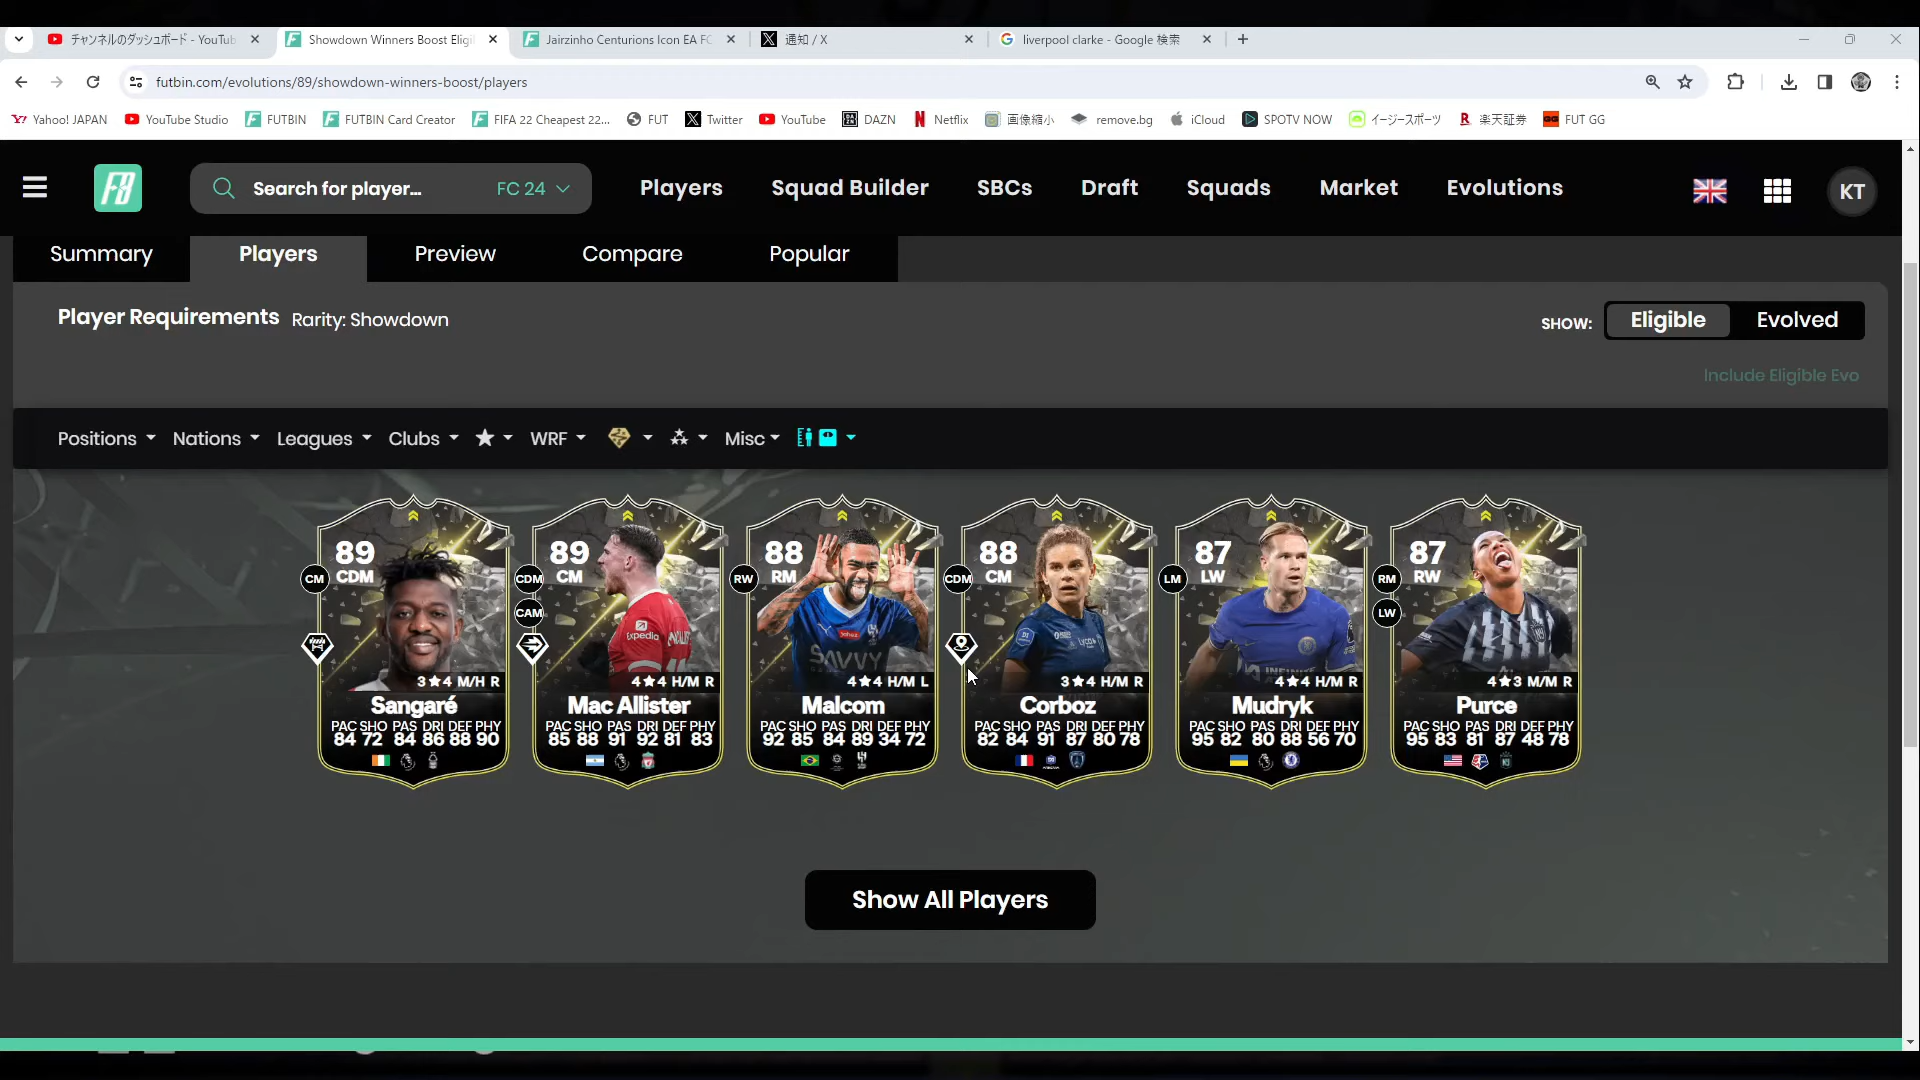 チャンネルのダッシュボード - YouTub
Showdown Winners Boost Eligi
Jairzinho Centurions Icon EA FC
通知 / X
liverpool clarke - Google 検索
futbin.com/evolutions/89/showdown-winners-boost/players
Yahoo! JAPAN
YouTube Studio
FUTBIN
FUTBIN Card Creator
FIFA 22 Cheapest 22...
FUT
Twitter
YouTube
DAZN
Netflix
画像縮小
remove.bg
iCloud
SPOTV NOW
イージースポーツ
楽天証券
FUT GG
Search for player...
FC 24
Players
Squad Builder
SBCs
Draft
Squads
Market
Evolutions
KT
Summary
Players
Preview
Compare
Popular
Player Requirements
Rarity: Showdown
SHOW:
Eligible
Evolved
Include Eligible Evo
Positions
Nations
Leagues
Clubs
WRF
Misc
89
CDM
CM
3★4 M/H R
Sangaré
PAC SHO PAS DRI DEF PHY
84 72 84 86 88 90
89
CM
CDM
CAM
4★4 H/M R
Mac Allister
PAC SHO PAS DRI DEF PHY
85 88 91 92 81 83
88
RM
RW
4★4 H/M L
Malcom
PAC SHO PAS DRI DEF PHY
92 85 84 89 34 72
88
CM
CDM
3★4 H/M R
Corboz
PAC SHO PAS DRI DEF PHY
82 84 91 87 80 78
87
LW
LM
4★4 H/M R
Mudryk
PAC SHO PAS DRI DEF PHY
95 82 80 88 56 70
87
RW
RM
LW
4★3 M/M R
Purce
PAC SHO PAS DRI DEF PHY
95 83 81 87 48 78
Show All Players